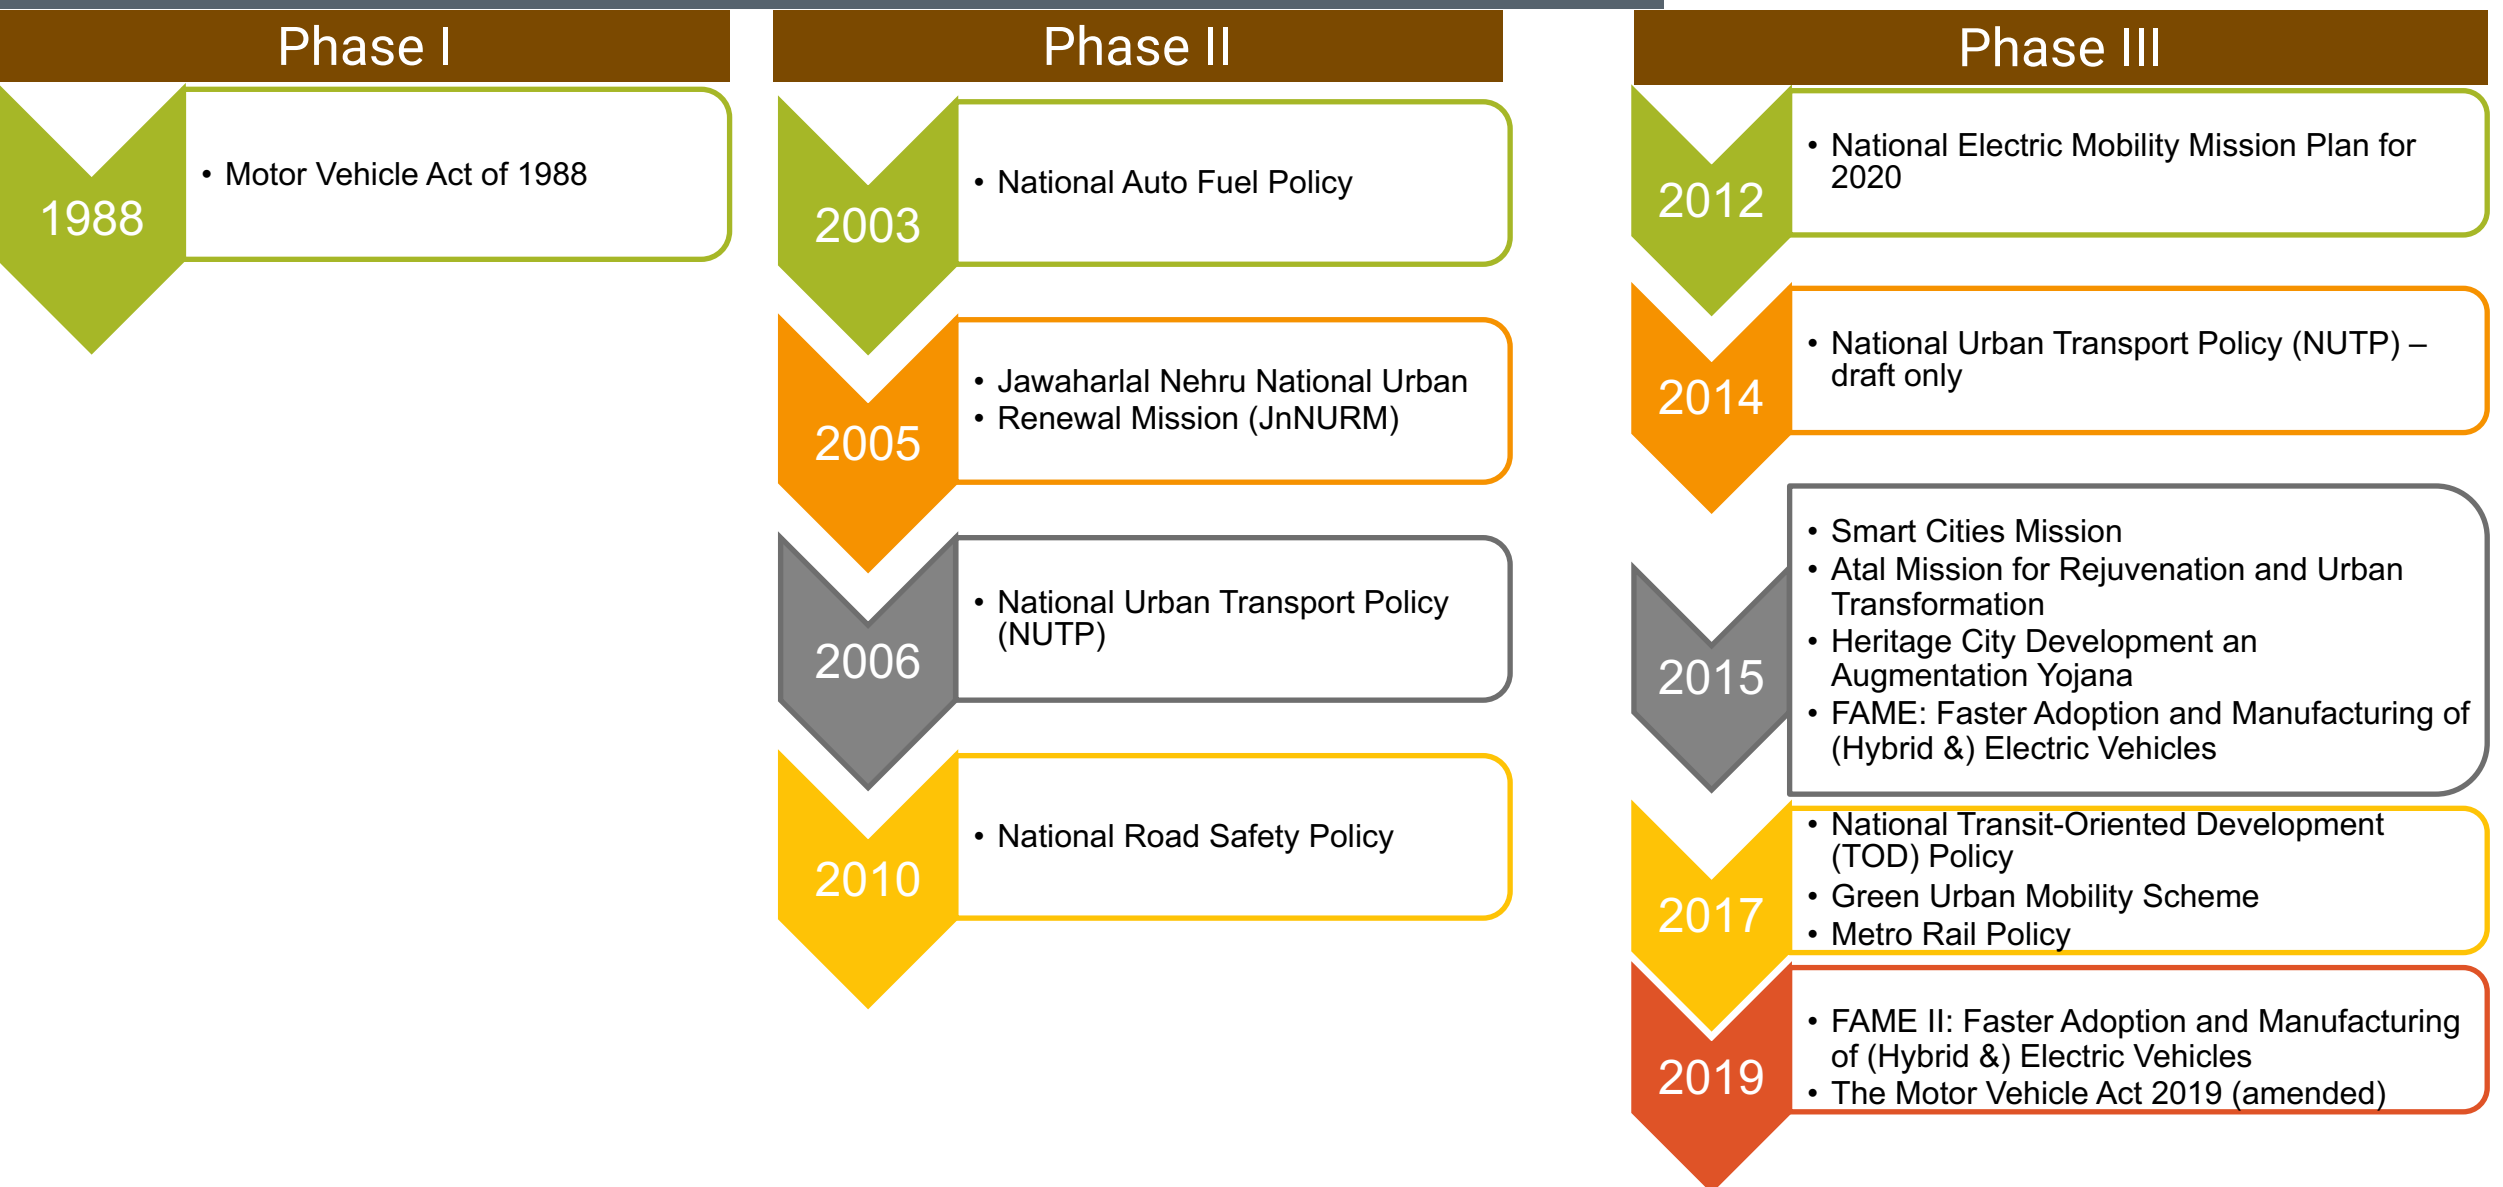 Phase I
1988
• Motor Vehicle Act of 1988
Phase II
2003
• National Auto Fuel Policy
2005
• Jawaharlal Nehru National Urban
• Renewal Mission (JnNURM)
2006
• National Urban Transport Policy
(NUTP)
2010
• National Road Safety Policy
Phase III
2012
• National Electric Mobility Mission Plan for
2020
2014
• National Urban Transport Policy (NUTP) –
draft only
2015
• Smart Cities Mission
• Atal Mission for Rejuvenation and Urban
Transformation
• Heritage City Development an
Augmentation Yojana
• FAME: Faster Adoption and Manufacturing of
(Hybrid &) Electric Vehicles
2017
• National Transit-Oriented Development
(TOD) Policy
• Green Urban Mobility Scheme
• Metro Rail Policy
2019
• FAME II: Faster Adoption and Manufacturing
of (Hybrid &) Electric Vehicles
• The Motor Vehicle Act 2019 (amended)